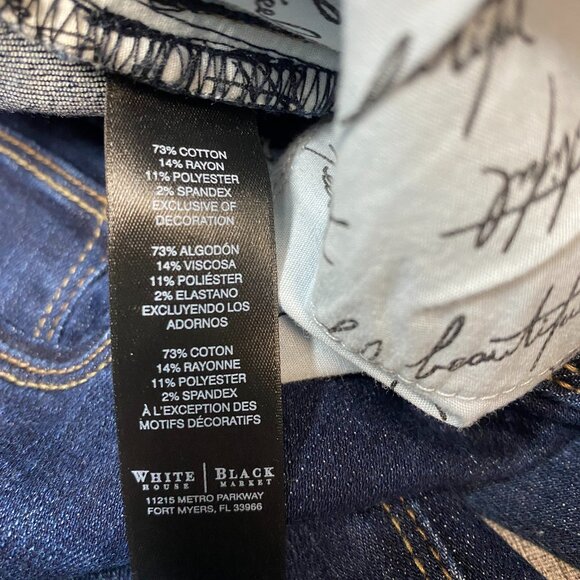 73% COTTON
14% RAYON
11% POLYESTER
2% SPANDEX
EXCLUSIVE OF
DECORATION
73% ALGODÓN
14% VISCOSA
11% POLIÉSTER
2% ELASTANO
EXCLUYENDO LOS
ADORNOS
73% COTON
14% RAYONNE
11% POLYESTER
2% SPANDEX
À L'EXCEPTION DES
MOTIFS DÉCORATIFS
WHITE HOUSE | BLACK MARKET
11215 METRO PARKWAY
FORT MYERS, FL 33966
beautiful
beautiful